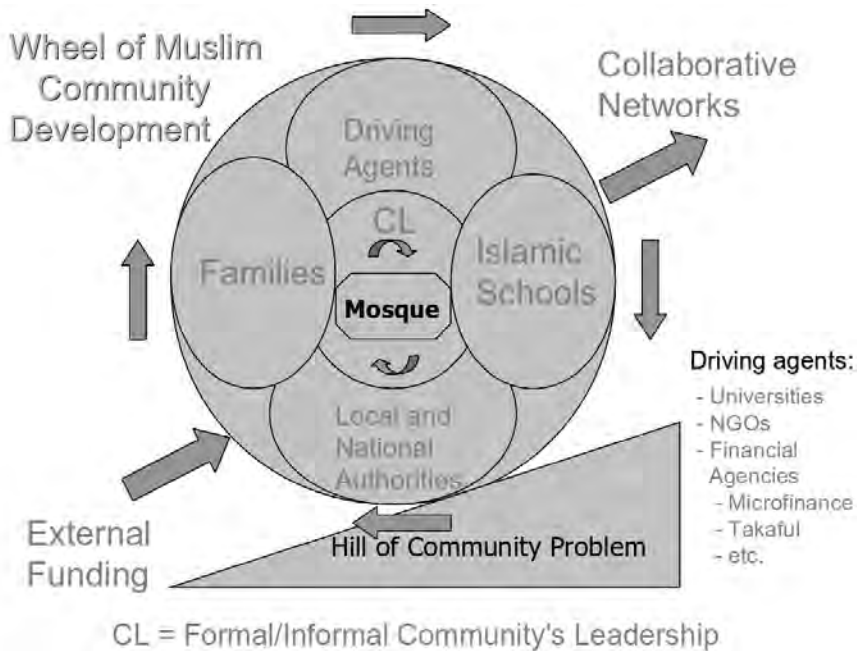 Wheel of Muslim
Community
Development
Collaborative
Networks
Driving
Agents
CL
Families
Islamic
Schools
Mosque
Local and
National
Authorities
External
Funding
Hill of Community Problem
Driving agents:
- Universities
- NGOs
- Financial
Agencies
- Microfinance
- Takaful
- etc.
CL = Formal/Informal Community's Leadership